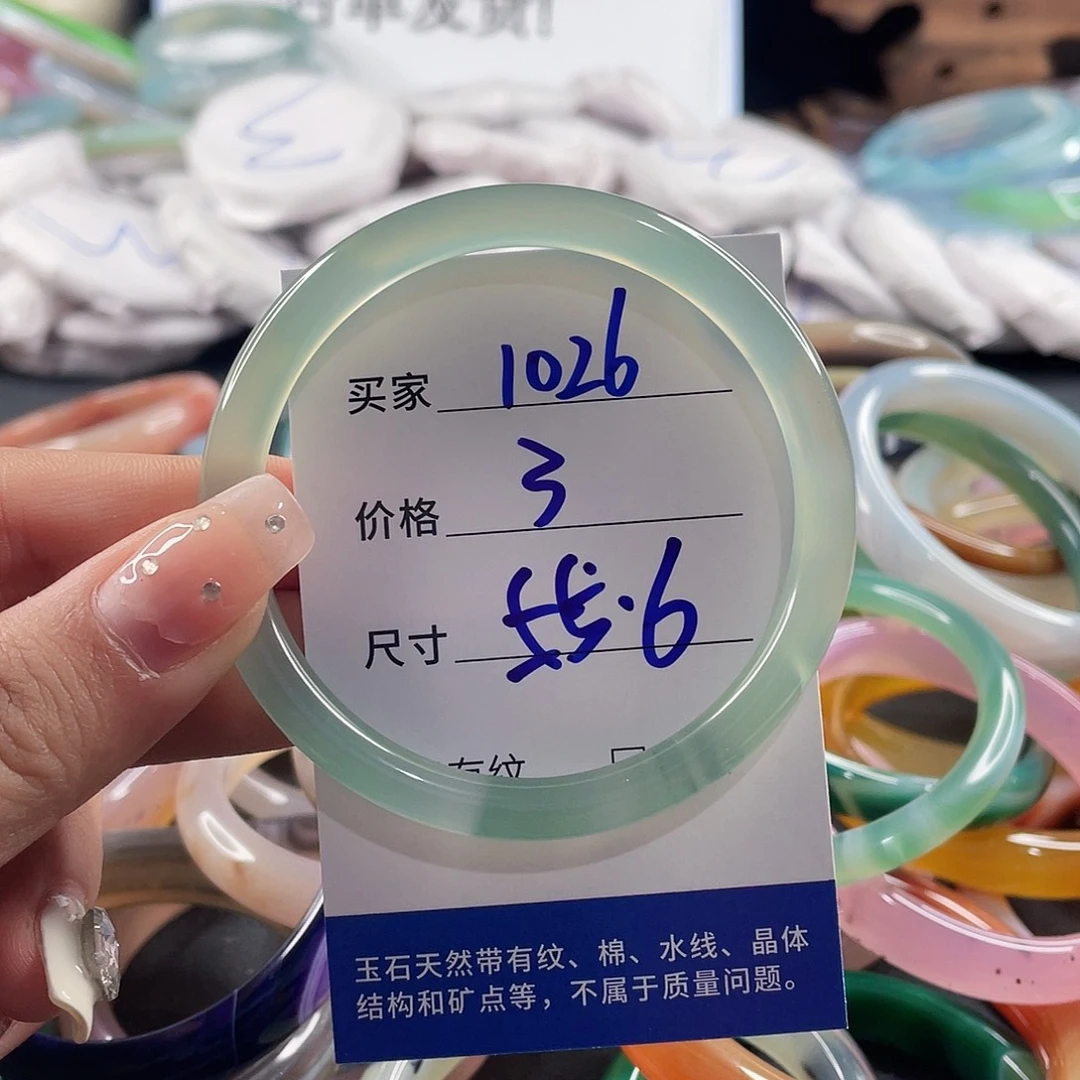 买家 1026
价格 3
尺寸 55.6
有纹
玉石天然带有纹、棉、水线、晶体
结构和矿点等，不属于质量问题。